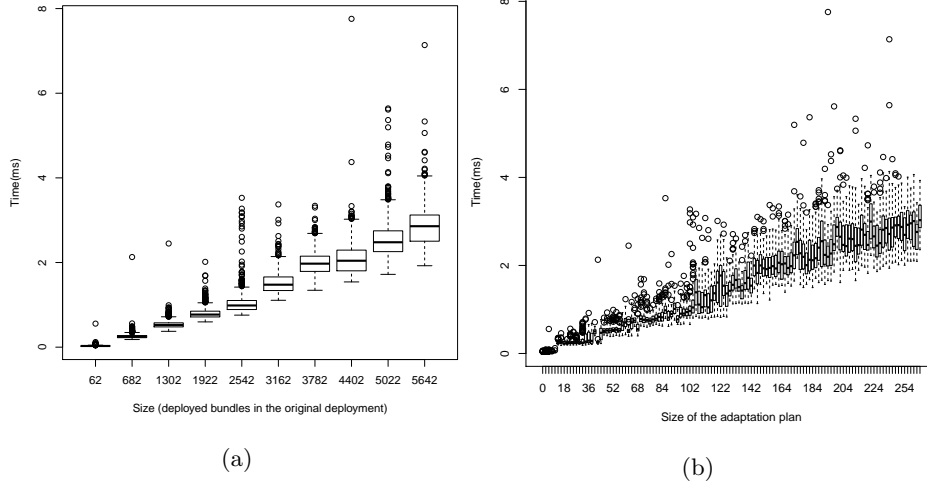 8
6
4
2
0
Time(ms)
62 682 1302 1922 2542 3162 3782 4402 5022 5642
Size (deployed bundles in the original deployment)
(a)
8
6
4
2
0
Time(ms)
0 18 36 52 68 84 102 122 142 164 184 204 224 254
Size of the adaptation plan
(b)